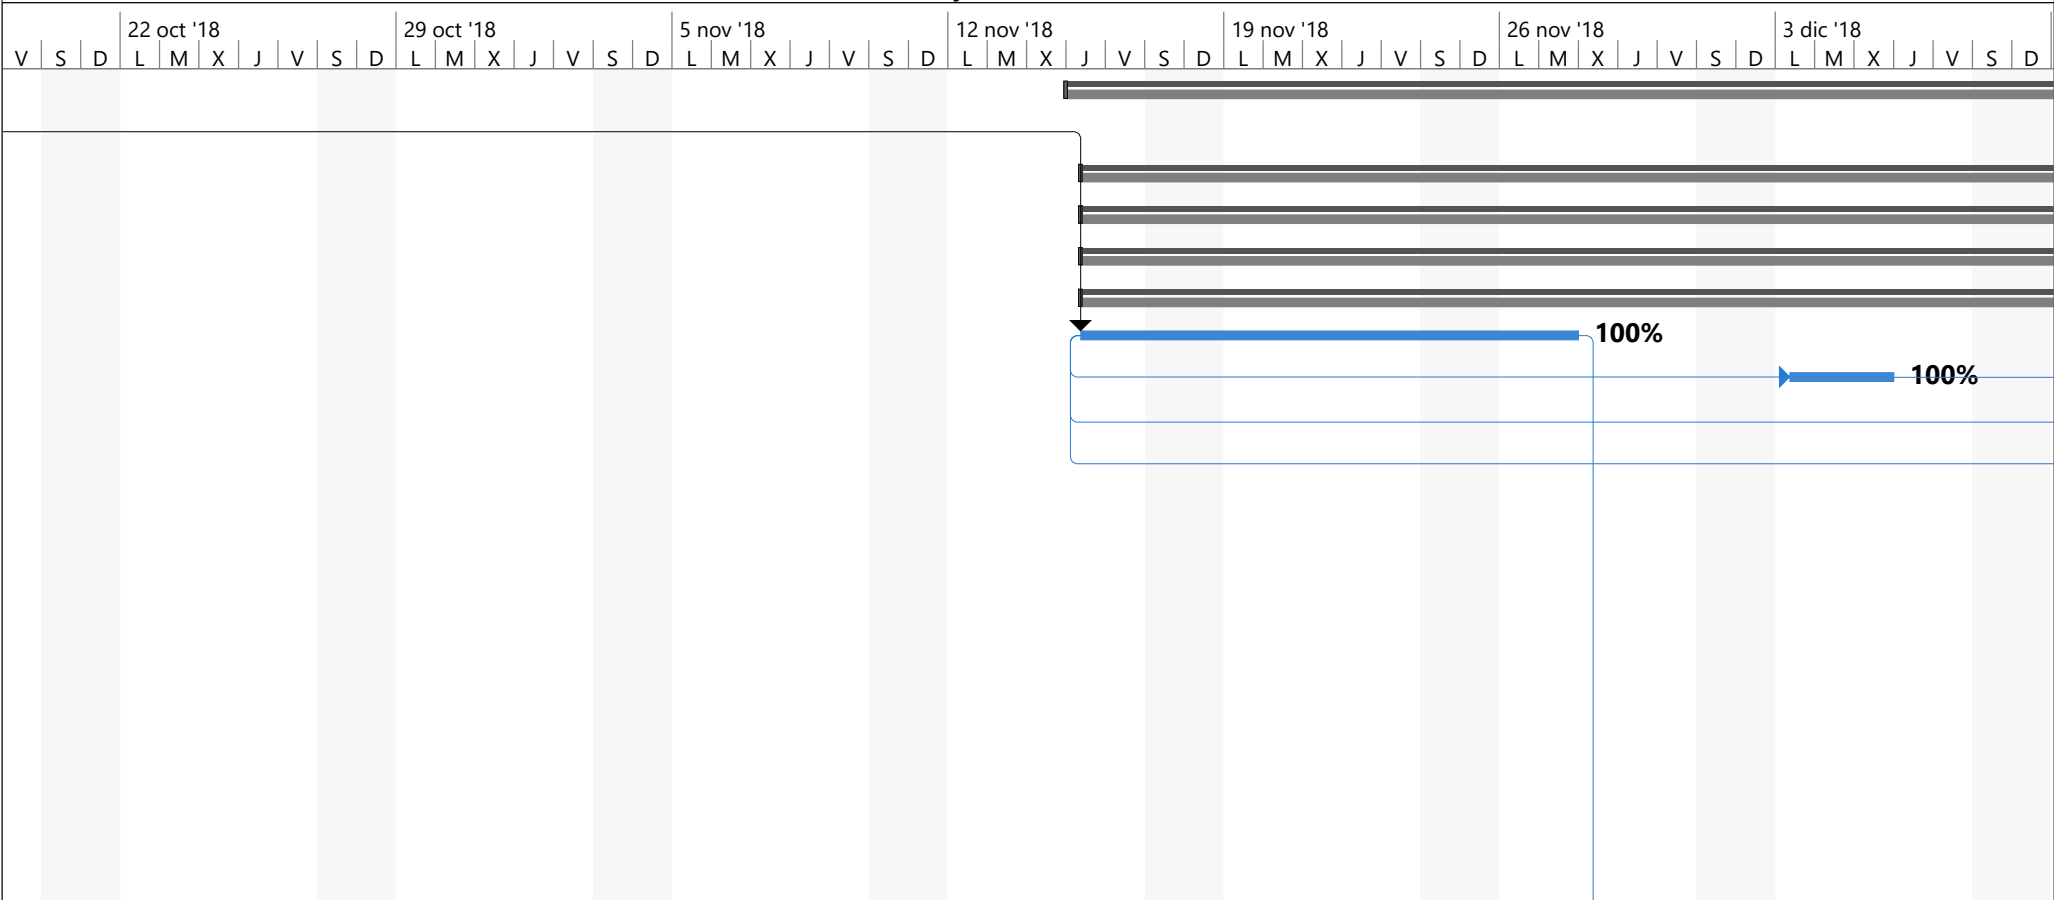 22 oct '18 29 oct '18 5 nov '18 12 nov '18 19 nov '18 26 nov '18 3 dic '18
V S D L M X J V S D L M X J V S D L M X J V S D L M X J V S D L M X J V S D L M X J V S D L M X J V S D
100%
100%